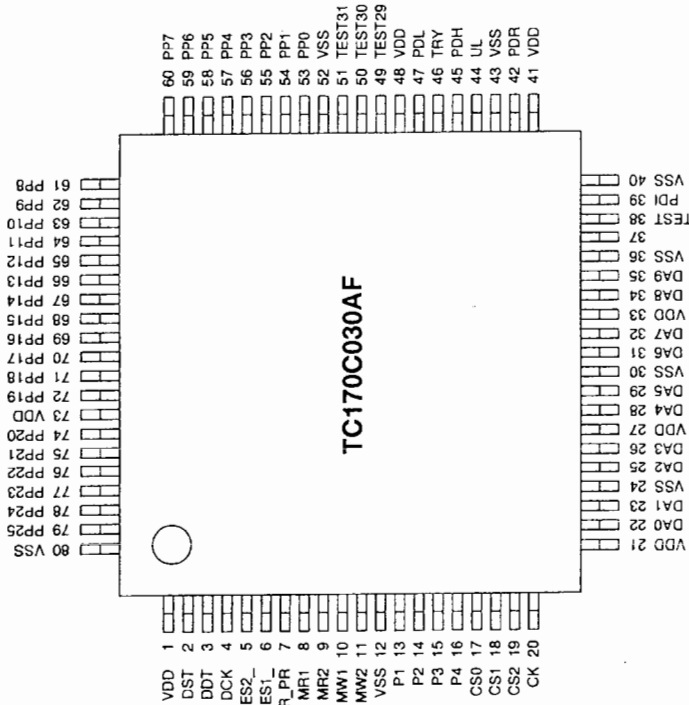 60 PP7
59 PP6
58 PP5
57 PP4
56 PP3
55 PP2
54 PP1
53 PP0
52 VSS
51 TEST31
50 TEST30
49 TEST29
48 VDD
47 PDL
46 TRY
45 PDH
44 UL
43 VSS
42 PDR
41 VDD
61 PP8
62 PP9
63 PP10
64 PP11
65 PP12
66 PP13
67 PP14
68 PP15
69 PP16
70 PP17
71 PP18
72 PP19
73 VDD
74 PP20
75 PP21
76 PP22
77 PP23
78 PP24
79 PP25
80 VSS
TC170C030AF
40 VSS
39 PDI
38 TEST
37
36 VSS
35 DA9
34 DA8
33 VDD
32 DA7
31 DA6
30 VSS
29 DA5
28 DA4
27 VDD
26 DA3
25 DA2
24 VSS
23 DA1
22 DA0
21 VDD
VDD 1
DST 2
DDT 3
DCK 4
ES2_ 5
ES1_ 6
R_PR 7
MR1 8
MR2 9
MW1 10
MW2 11
VSS 12
P1 13
P2 14
P3 15
P4 16
CS0 17
CS1 18
CS2 19
CK 20